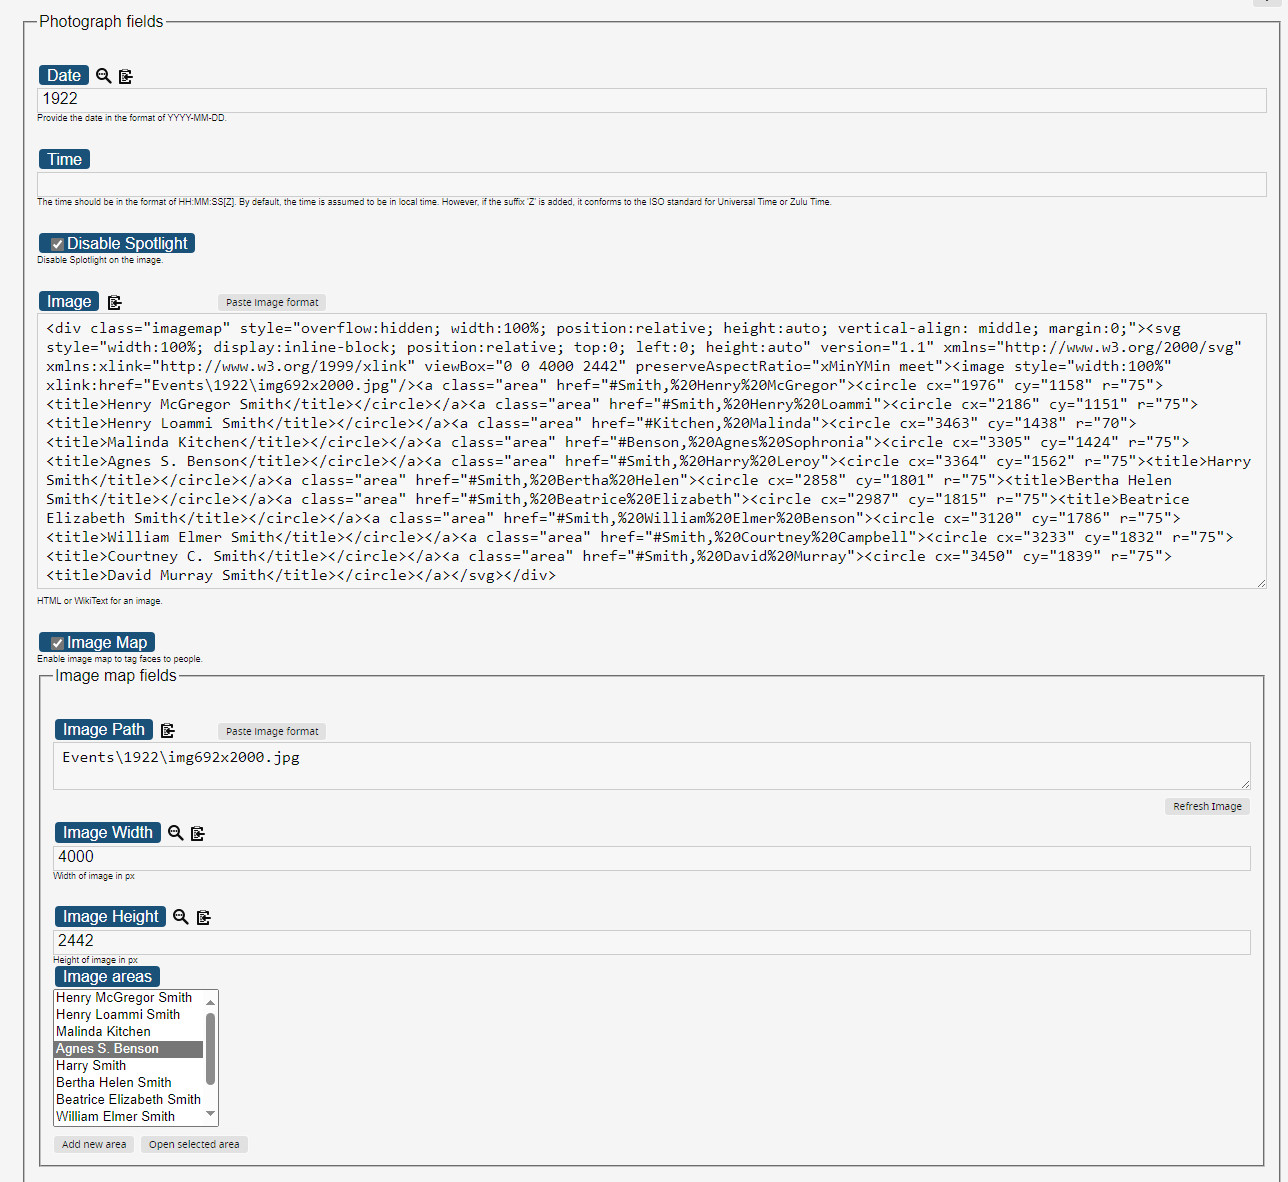 Photograph fields
Date
1922
Provide the date in the format of YYYY-MM-DD.
Time
The time should be in the format of HH:MM:SS[Z]. By default, the time is assumed to be in local time. However, if the suffix 'Z' is added, it conforms to the ISO standard for Universal Time or Zulu Time.
Disable Spotlight
Disable Splotlight on the image.
Image
Paste image format
<div class="imagemap" style="overflow:hidden; width:100%; position:relative; height:auto; vertical-align: middle; margin:0;"><svg
style="width:100%; display:inline-block; position:relative; top:0; left:0; height:auto" version="1.1" xmlns="http://www.w3.org/2000/svg"
xmlns:xlink="http://www.w3.org/1999/xlink" viewBox="0 0 4000 2442" preserveAspectRatio="xMinYMin meet"><image style="width:100%"
xlink:href="Events\1922\img692x2000.jpg"/><a class="area" href="#Smith,%20Henry%20McGregor"><circle cx="1976" cy="1158" r="75">
<title>Henry McGregor Smith</title></circle></a><a class="area" href="#Smith,%20Henry%20Loammi"><circle cx="2186" cy="1151" r="75">
<title>Henry Loammi Smith</title></circle></a><a class="area" href="#Kitchen,%20Malinda"><circle cx="3463" cy="1438" r="70">
<title>Malinda Kitchen</title></circle></a><a class="area" href="#Benson,%20Agnes%20Sophronia"><circle cx="3305" cy="1424" r="75">
<title>Agnes S. Benson</title></circle></a><a class="area" href="#Smith,%20Harry%20Leroy"><circle cx="3364" cy="1562" r="75"><title>Harry
Smith</title></circle></a><a class="area" href="#Smith,%20Bertha%20Helen"><circle cx="2858" cy="1801" r="75"><title>Bertha Helen
Smith</title></circle></a><a class="area" href="#Smith,%20Beatrice%20Elizabeth"><circle cx="2987" cy="1815" r="75"><title>Beatrice
Elizabeth Smith</title></circle></a><a class="area" href="#Smith,%20William%20Elmer%20Benson"><circle cx="3120" cy="1786" r="75">
<title>William Elmer Smith</title></circle></a><a class="area" href="#Smith,%20Courtney%20Campbell"><circle cx="3233" cy="1832" r="75">
<title>Courtney C. Smith</title></circle></a><a class="area" href="#Smith,%20David%20Murray"><circle cx="3450" cy="1839" r="75">
<title>David Murray Smith</title></circle></a></svg></div>
HTML or WikiText for an image.
Image Map
Enable image map to tag faces to people.
Image map fields
Image Path
Paste image format
Events\1922\img692x2000.jpg
Refresh Image
Image Width
4000
Width of image in px
Image Height
2442
Height of image in px
Image areas
Henry McGregor Smith
Henry Loammi Smith
Malinda Kitchen
Agnes S. Benson
Harry Smith
Bertha Helen Smith
Beatrice Elizabeth Smith
William Elmer Smith
Add new area
Open selected area